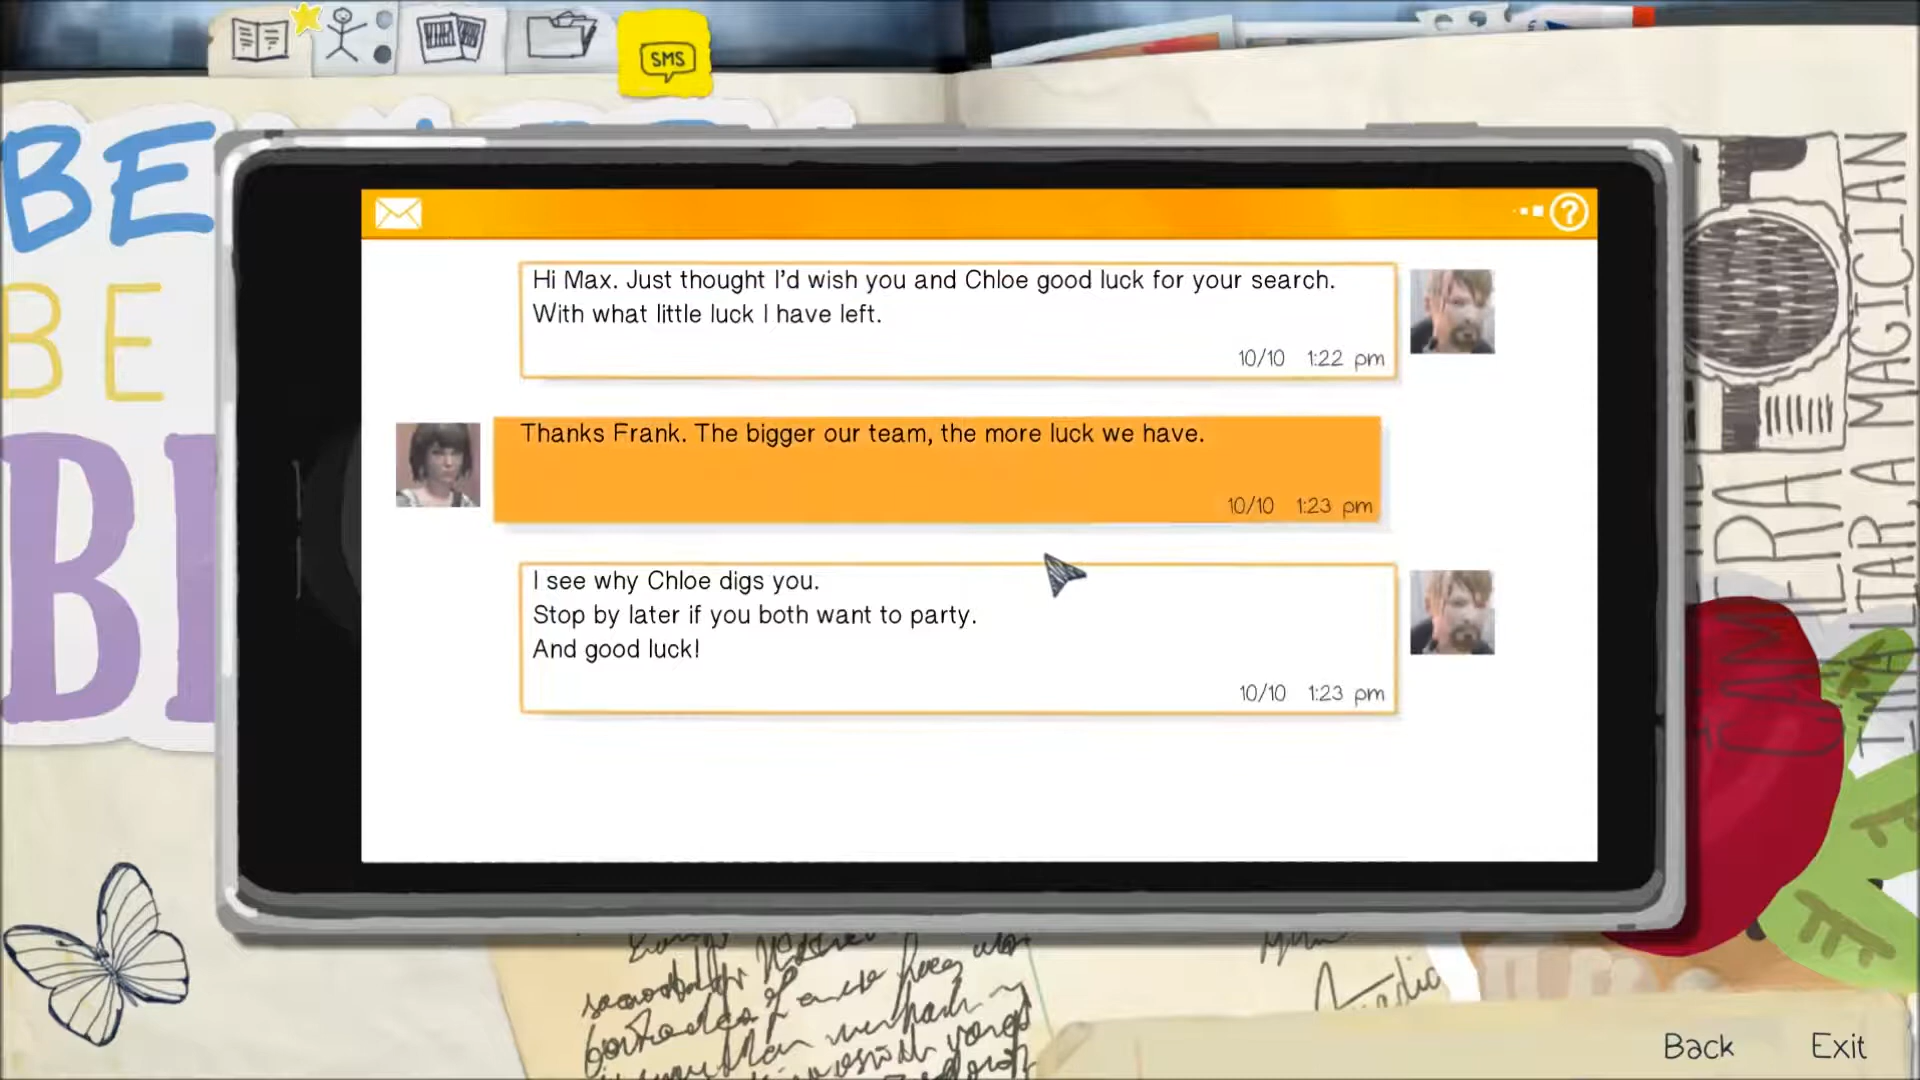 SMS
BE
BE
Hi Max. Just thought I'd wish you and Chloe good luck for your search.
With what little luck I have left.
10/10 1:22 pm
Thanks Frank. The bigger our team, the more luck we have.
10/10 1:23 pm
I see why Chloe digs you.
Stop by later if you both want to party.
And good luck!
10/10 1:23 pm
A MAGICIAN
Back Exit